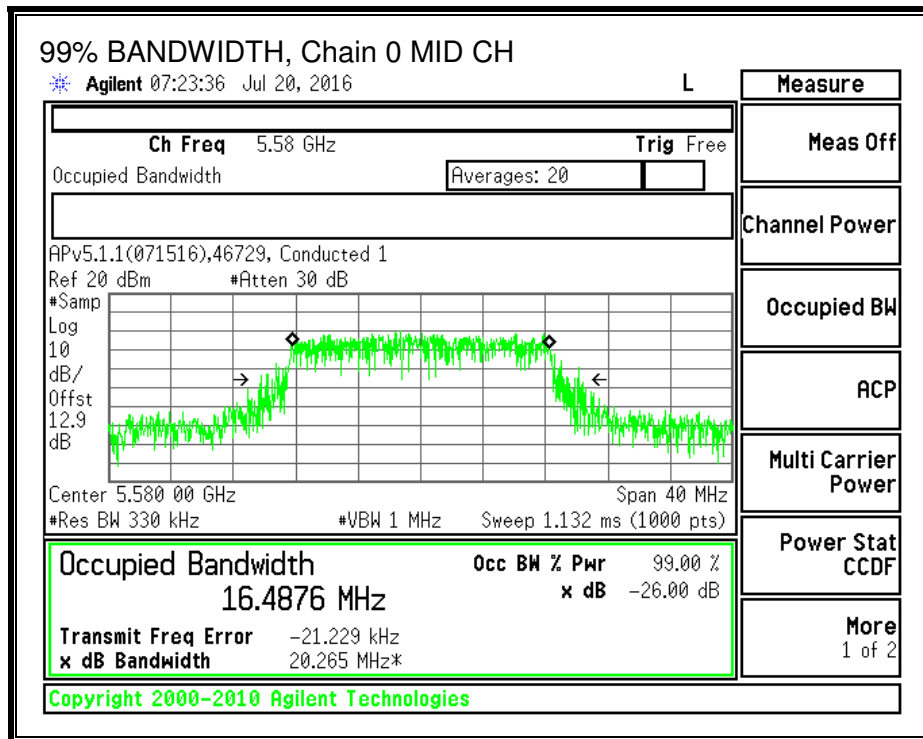 99% BANDWIDTH, Chain 0 MID CH
Agilent 07:23:36 Jul 20, 2016 L
Measure
Ch Freq 5.58 GHz Trig Free
Meas Off
Occupied Bandwidth Averages: 20
Channel Power
APv5.1.1(071516),46729, Conducted 1
Ref 20 dBm #Atten 30 dB
#Samp
Log
10
dB/
Offst
12.9
dB
Occupied BW
ACP
Multi Carrier
Power
Center 5.580 00 GHz Span 40 MHz
#Res BW 330 kHz #VBW 1 MHz Sweep 1.132 ms (1000 pts)
Power Stat
CCDF
Occupied Bandwidth Occ BW % Pwr 99.00 %
16.4876 MHz x dB -26.00 dB
Transmit Freq Error -21.229 kHz
x dB Bandwidth 20.265 MHz*
More
1 of 2
Copyright 2000-2010 Agilent Technologies